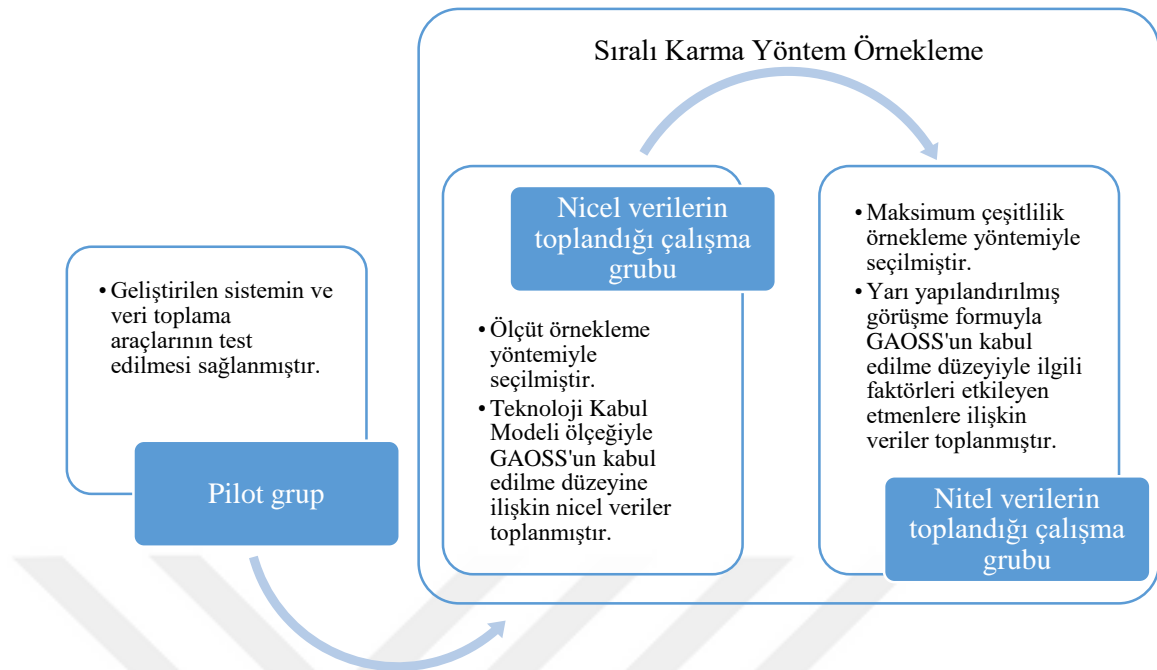 Sıralı Karma Yöntem Örnekleme
• Geliştirilen sistemin ve
veri toplama
araçlarının test
edilmesi sağlanmıştır.
Pilot grup
Nicel verilerin
toplandığı çalışma
grubu
• Ölçüt örnekleme
yöntemiyle
seçilmiştir.
• Teknoloji Kabul
Modeli ölçeğiyle
GAOSS'un kabul
edilme düzeyine
ilişkin nicel veriler
toplanmıştır.
• Maksimum çeşitlilik
örnekleme yöntemiyle
seçilmiştir.
• Yarı yapılandırılmış
görüşme formuyla
GAOSS'un kabul
edilme düzeyiyle ilgili
faktörleri etkileyen
etmenlere ilişkin
veriler toplanmıştır.
Nitel verilerin
toplandığı çalışma
grubu